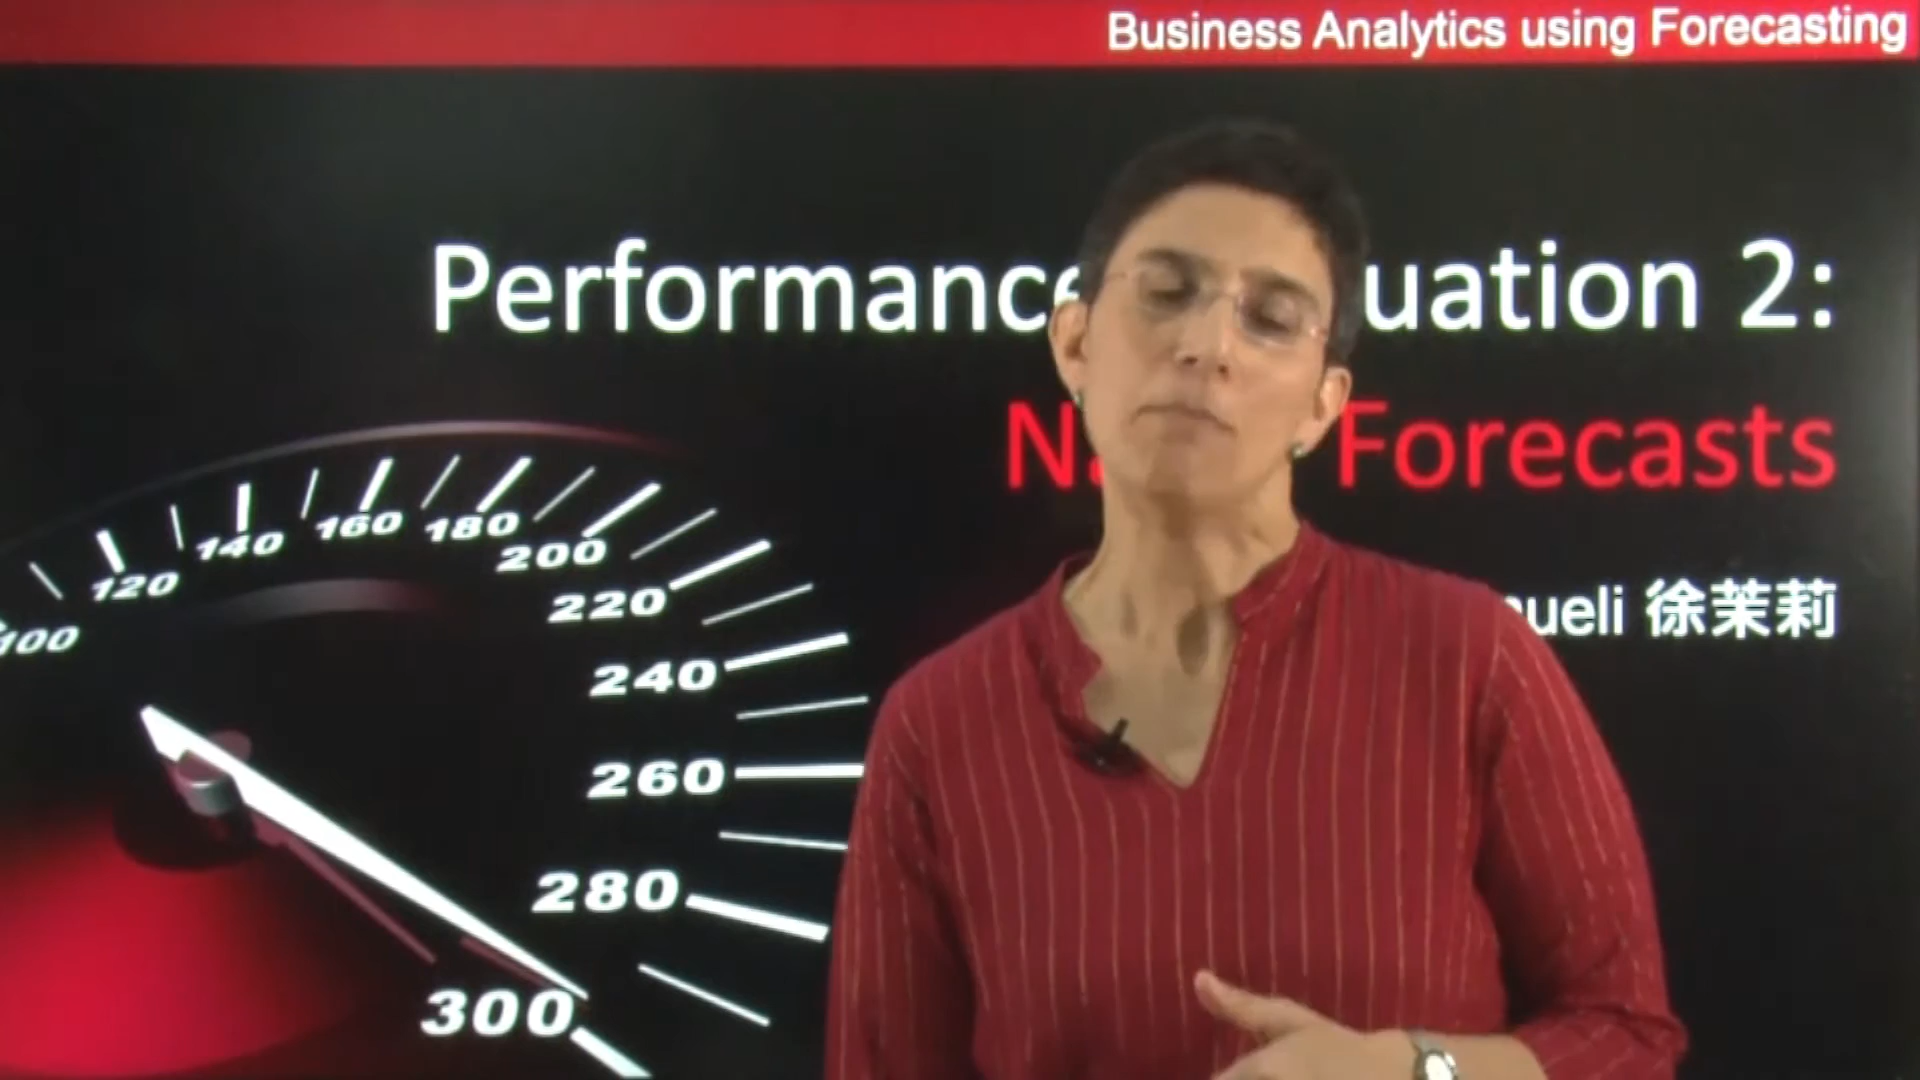 Business Analytics using Forecasting
Performance uation 2:
Forecasts
ueli 徐茉莉
100
120
140
160
180
200
220
240
260
280
300